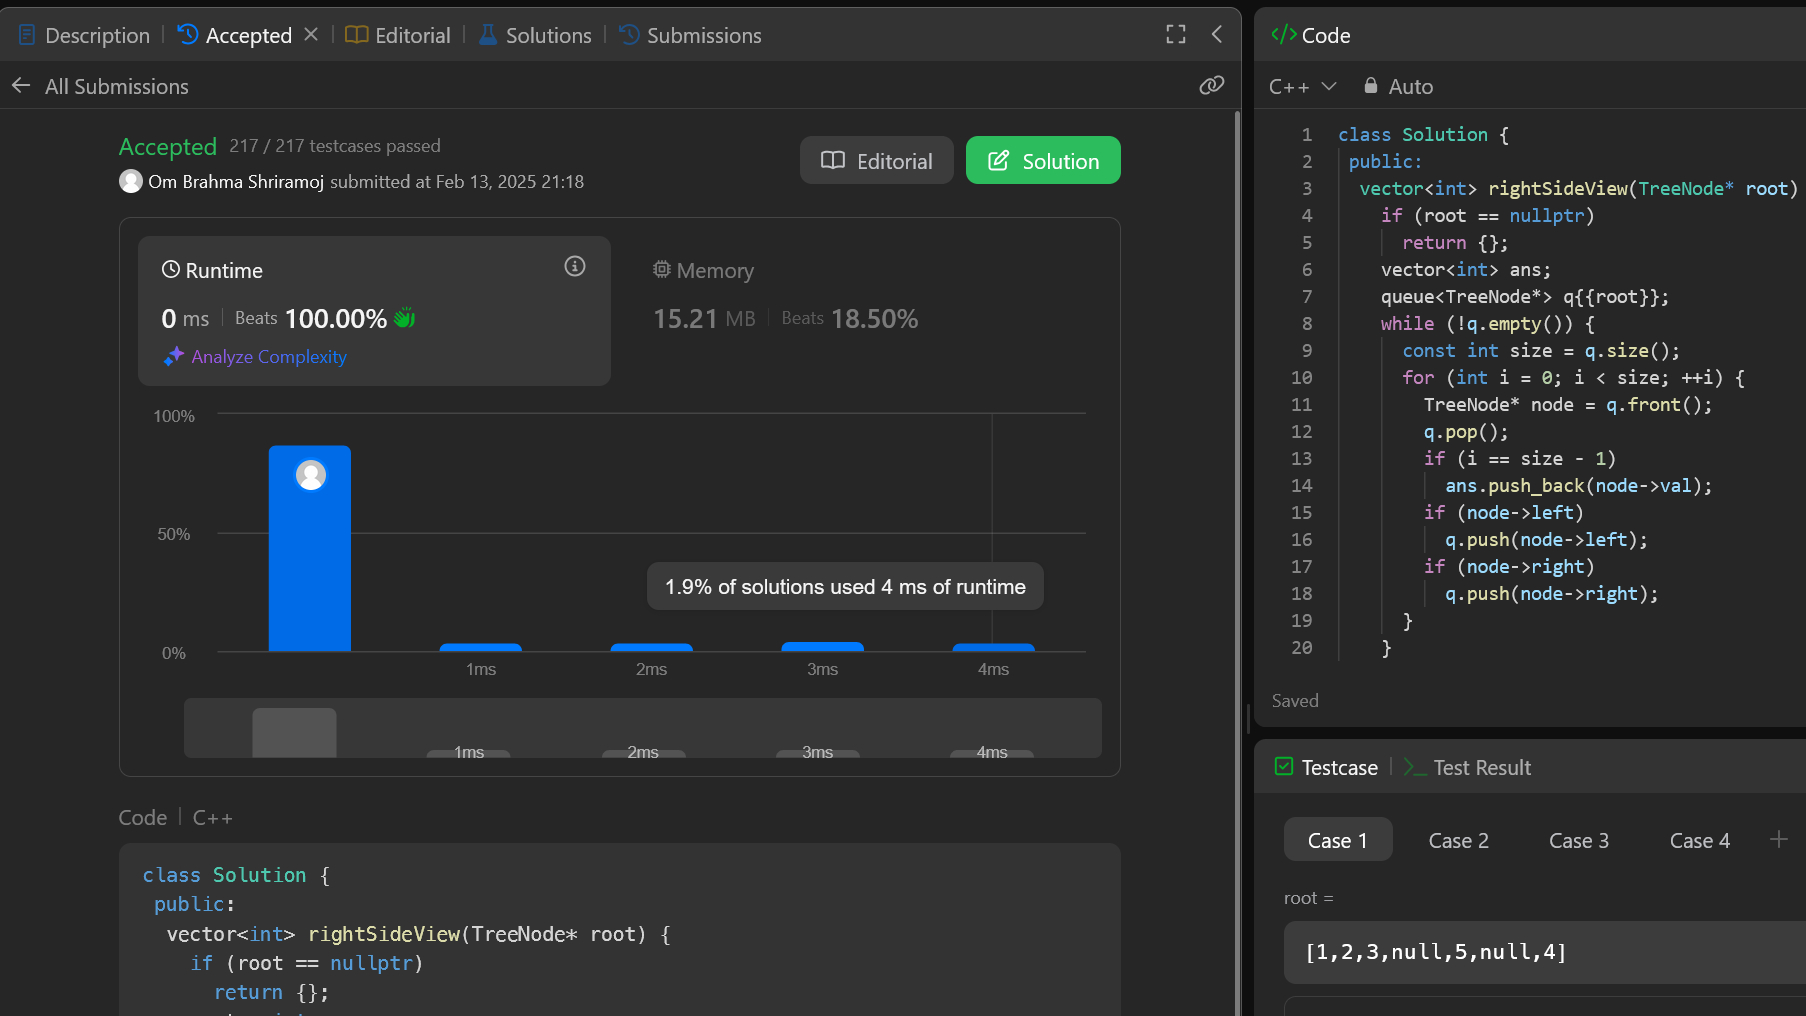 Description
Accepted
Editorial
Solutions
Submissions
All Submissions
Accepted 217 / 217 testcases passed
Om Brahma Shriramoj submitted at Feb 13, 2025 21:18
Editorial
Solution
Runtime
0 ms Beats 100.00%
Analyze Complexity
Memory
15.21 MB Beats 18.50%
100%
50%
0%
1.9% of solutions used 4 ms of runtime
1ms 2ms 3ms 4ms
1ms 2ms 3ms 4ms
Code C++
class Solution {
public:
vector<int> rightSideView(TreeNode* root) {
if (root == nullptr)
return {};
</> Code
C++ Auto
1 class Solution {
2 public:
3 vector<int> rightSideView(TreeNode* root)
4 if (root == nullptr)
5 return {};
6 vector<int> ans;
7 queue<TreeNode*> q{{root}};
8 while (!q.empty()) {
9 const int size = q.size();
10 for (int i = 0; i < size; ++i) {
11 TreeNode* node = q.front();
12 q.pop();
13 if (i == size - 1)
14 ans.push_back(node->val);
15 if (node->left)
16 q.push(node->left);
17 if (node->right)
18 q.push(node->right);
19 }
20 }
Saved
Testcase
Test Result
Case 1 Case 2 Case 3 Case 4 +
root =
[1,2,3,null,5,null,4]